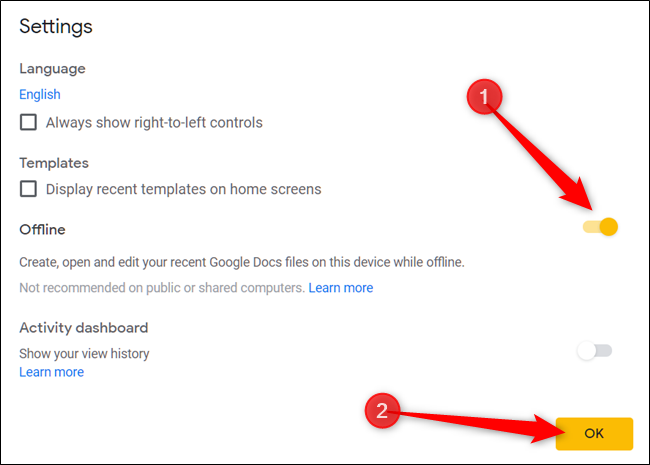 Settings
Language
English
Always show right-to-left controls
Templates
Display recent templates on home screens
1
Offline
Create, open and edit your recent Google Docs files on this device while offline.
Not recommended on public or shared computers. Learn more
Activity dashboard
Show your view history
Learn more
2
OK